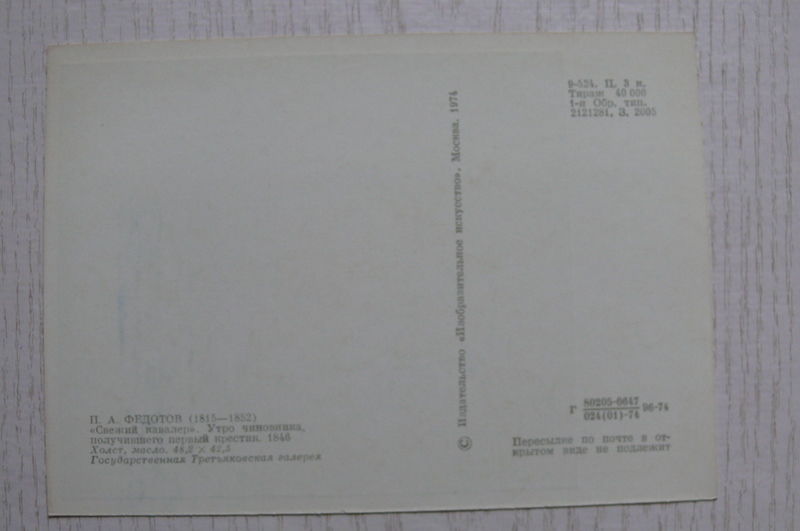 П. А. ФЕДОТОВ (1815—1852)
«Свежий кавалер». Утро чиновника,
получившего первый крестик. 1846
Холст, масло. 48,2 × 42,5
Государственная Третьяковская галерея
© Издательство «Изобразительное искусство». Москва. 1974
9-524. Ц. 3 к.
Тираж 40 000
1-я Обр. тип.
2121281, З. 2005
Г 80205-6647
024(01)-74 96-74
Пересылке по почте в от-
крытом виде не подлежит